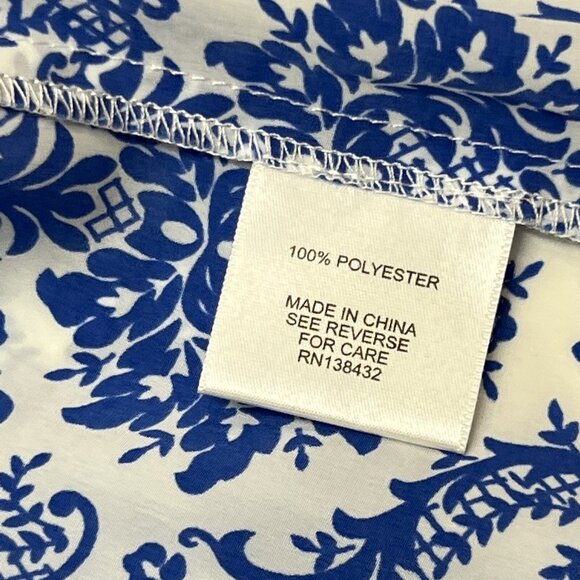 100% POLYESTER
MADE IN CHINA
SEE REVERSE
FOR CARE
RN138432